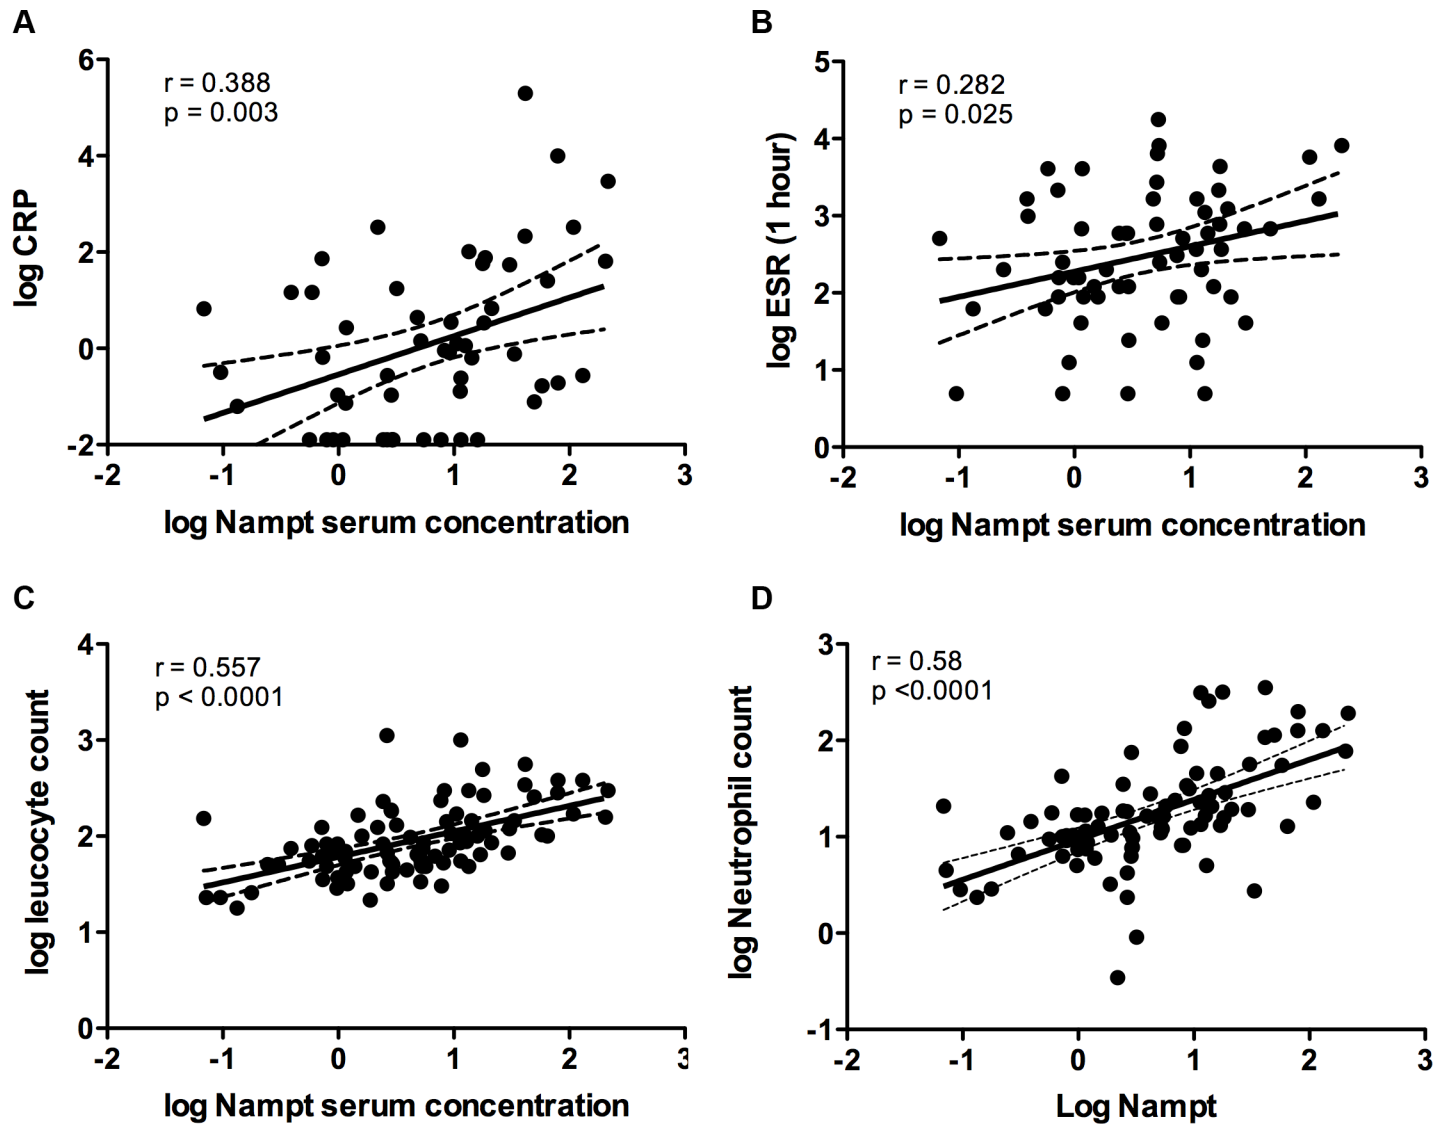 A
r = 0.388
p = 0.003
log CRP
6
4
2
0
-2
-2 -1 0 1 2 3
log Nampt serum concentration
B
r = 0.282
p = 0.025
log ESR (1 hour)
5
4
3
2
1
0
-2 -1 0 1 2 3
log Nampt serum concentration
C
r = 0.557
p < 0.0001
log leucocyte count
4
3
2
1
0
-2 -1 0 1 2 3
log Nampt serum concentration
D
r = 0.58
p <0.0001
log Neutrophil count
3
2
1
0
-1
-2 -1 0 1 2 3
Log Nampt